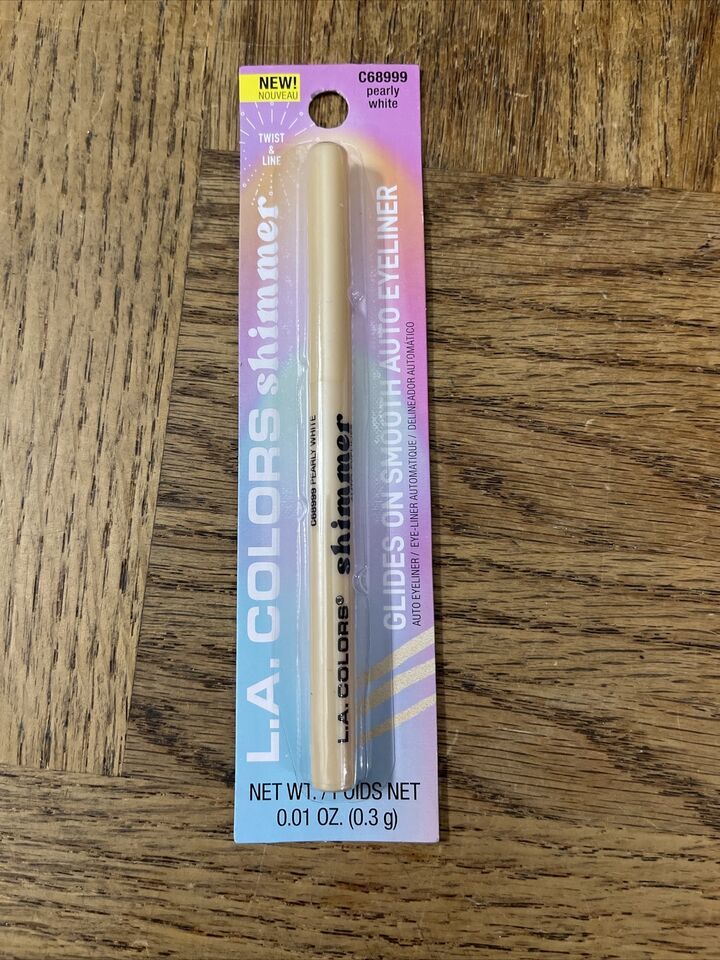 NEW!
NOUVEAU
C68999
pearly
white
TWIST
&
LINE
L.A. COLORS shimmer
GLIDES ON SMOOTH AUTO EYELINER
AUTO EYELINER / EYE-LINER AUTOMATIQUE / DELINEADOR AUTOMÁTICO
C68999 PEARLY WHITE
L.A. COLORS® shimmer
NET WT. / POIDS NET
0.01 OZ. (0.3 g)